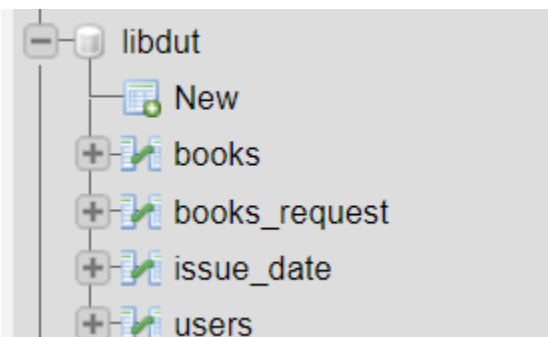 libdut
New
books
books_request
issue_date
users